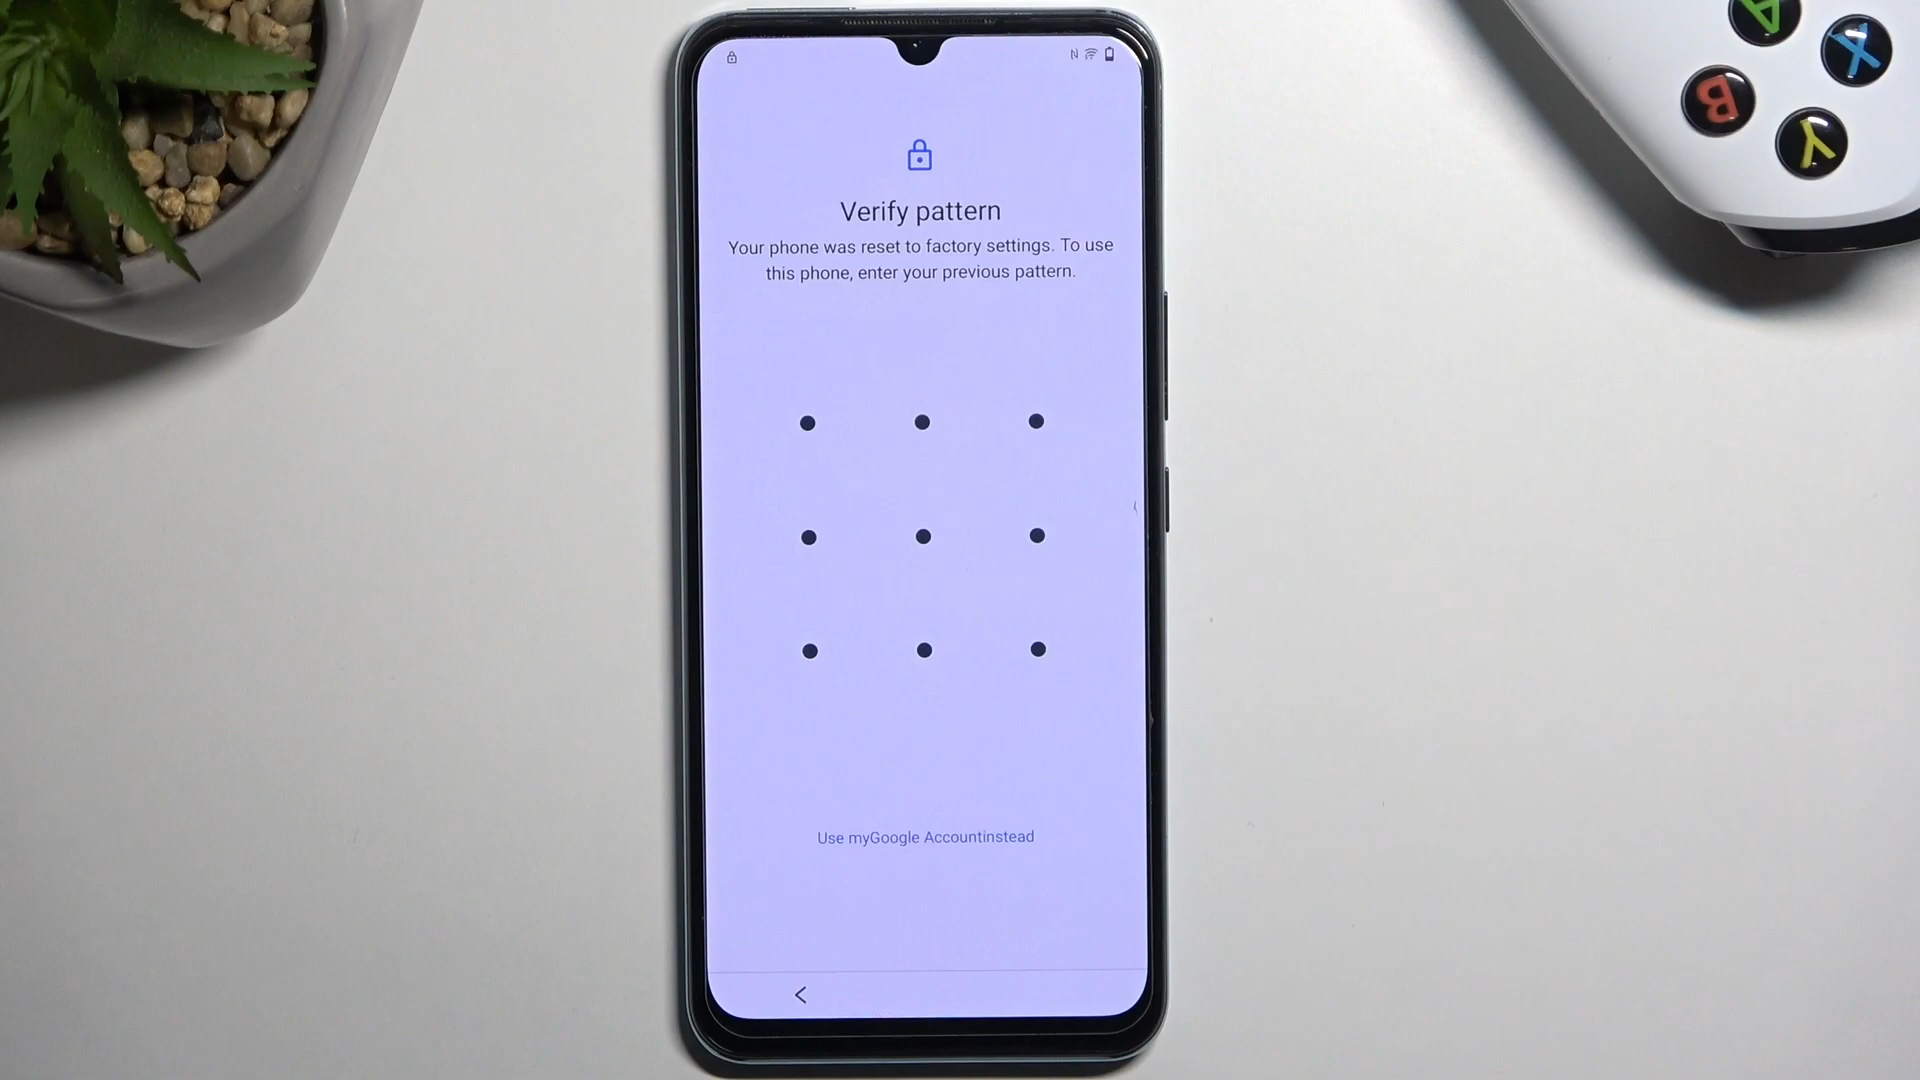 A
X
B
Y
Verify pattern
Your phone was reset to factory settings. To use
this phone, enter your previous pattern.
Use myGoogle Accountinstead